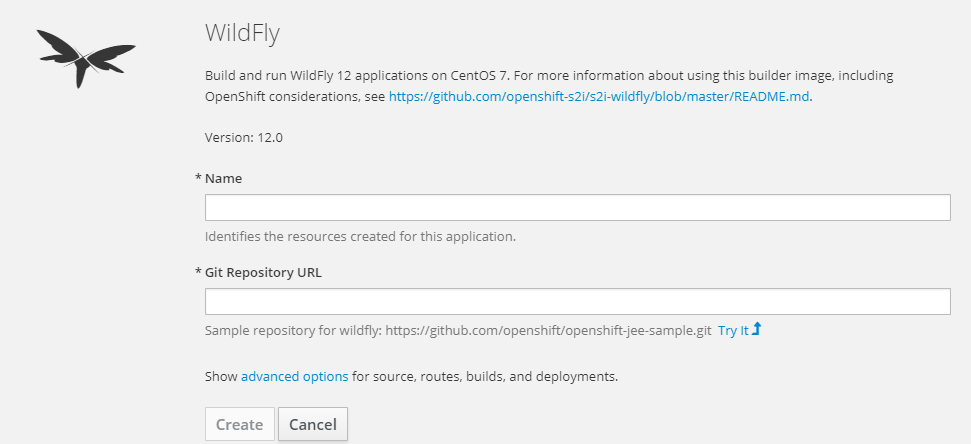 WildFly
Build and run WildFly 12 applications on CentOS 7. For more information about using this builder image, including
OpenShift considerations, see https://github.com/openshift-s2i/s2i-wildfly/blob/master/README.md.
Version: 12.0
* Name
Identifies the resources created for this application.
* Git Repository URL
Sample repository for wildfly: https://github.com/openshift/openshift-jee-sample.git Try It
Show advanced options for source, routes, builds, and deployments.
Create Cancel